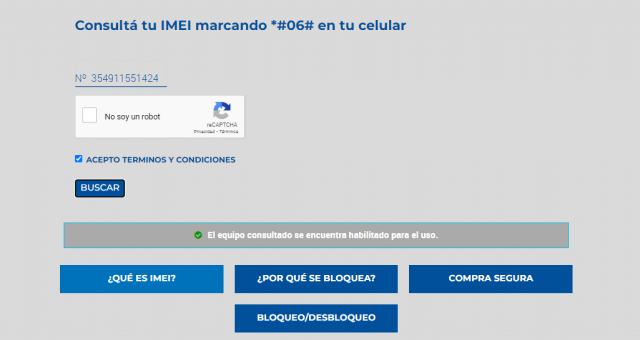 Consultá tu IMEI marcando *#06# en tu celular
Nº 354911551424
No soy un robot
reCAPTCHA
Privacidad - Términos
ACEPTO TERMINOS Y CONDICIONES
BUSCAR
El equipo consultado se encuentra habilitado para el uso.
¿QUÉ ES IMEI?
¿POR QUÉ SE BLOQUEA?
COMPRA SEGURA
BLOQUEO/DESBLOQUEO